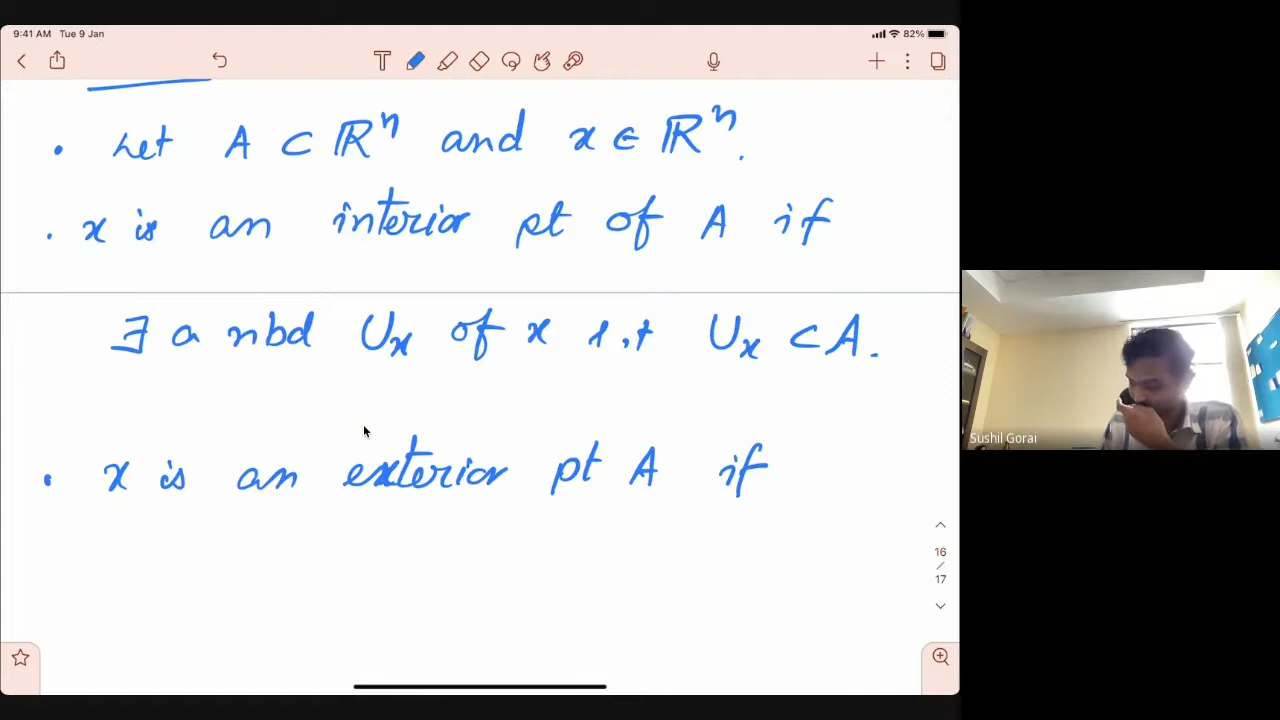 9:41 AM Tue 9 Jan
82%
• Let A ⊂ ℝⁿ and x ∈ ℝⁿ.
• x is an interior pt of A if
∃ a nbd Uₓ of x s.t Uₓ ⊂ A.
• x is an exterior pt A if
Sushil Gorai
16
/
17